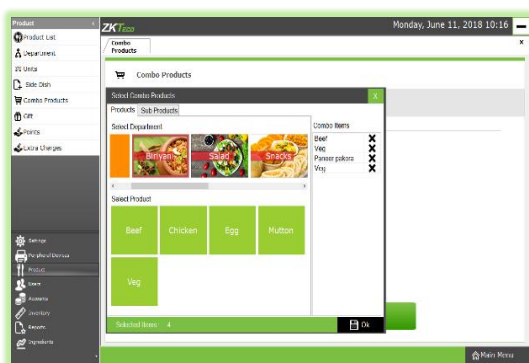 Product
Product List
Department
Units
Side Dish
Combo Products
Gift
Points
Extra Charges
Settings
Peripheral Devices
Product
Users
Accounts
Inventory
Reports
Ingredients
ZKTECO
Monday, June 11, 2018 10:16
Combo
Products
x
Combo Products
Select Combo Products
X
Products
Sub Products
Select Department
Biriyani
Salad
Snacks
Select Product
Beef
Chicken
Egg
Mutton
Veg
Combo Items
Beef
Veg
Paneer pakora
Veg
Selected Items: 4
Ok
Main Menu